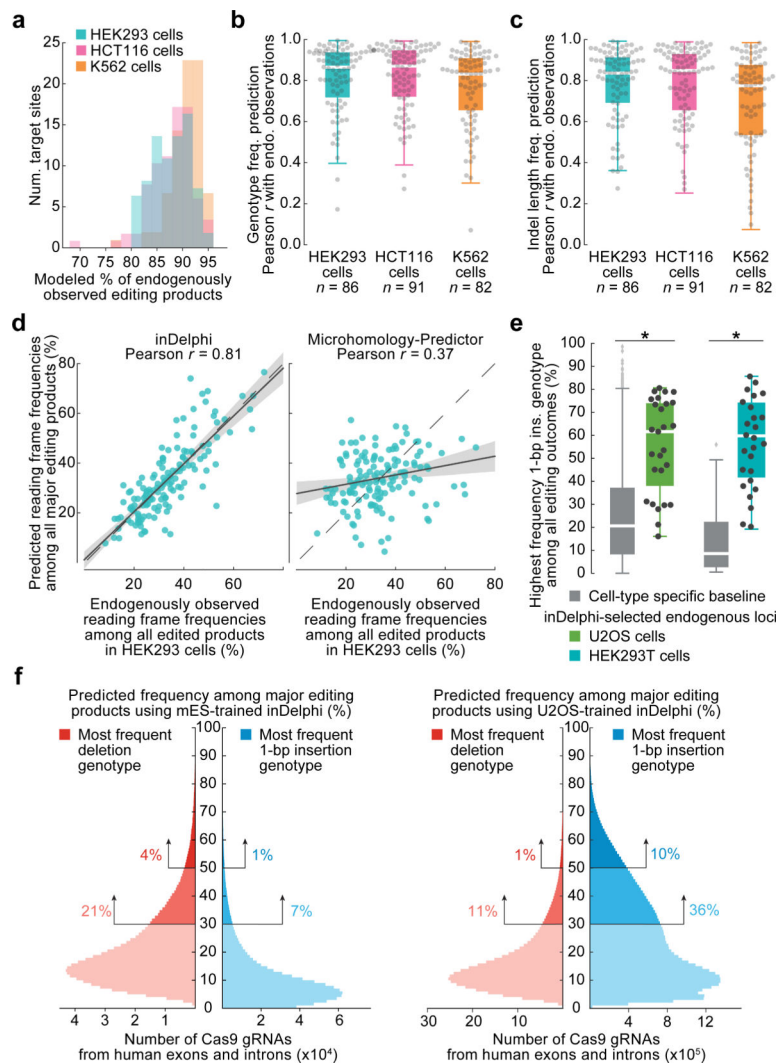 a
HEK293 cells
HCT116 cells
K562 cells
Num. target sites
25
20
15
10
5
0
70 75 80 85 90 95
Modeled % of endogenously
observed editing products
b
Genotype freq. prediction
Pearson r with endo. observations
1.0
0.8
0.6
0.4
0.2
0.0
HEK293
cells
n = 86
HCT116
cells
n = 91
K562
cells
n = 82
c
Indel length freq. prediction
Pearson r with endo. observations
1.0
0.8
0.6
0.4
0.2
0.0
HEK293
cells
n = 86
HCT116
cells
n = 91
K562
cells
n = 82
d
inDelphi
Pearson r = 0.81
Microhomology-Predictor
Pearson r = 0.37
Predicted reading frame frequencies
among all major editing products (%)
80
60
40
20
20 40 60 80
20 40 60 80
Endogenously observed
reading frame frequencies
among all edited products
in HEK293 cells (%)
Endogenously observed
reading frame frequencies
among all edited products
in HEK293 cells (%)
e
Highest frequency 1-bp ins. genotype
among all editing outcomes (%)
100
90
80
70
60
50
40
30
20
10
0
* *
Cell-type specific baseline
inDelphi-selected endogenous loci
U2OS cells
HEK293T cells
f
Predicted frequency among major editing
products using mES-trained inDelphi (%)
Most frequent
deletion
genotype
Most frequent
1-bp insertion
genotype
100
90
80
70
60
50
40
30
20
10
0
4%
1%
21%
7%
4 3 2 1
2 4 6
Number of Cas9 gRNAs
from human exons and introns (x10⁴)
Predicted frequency among major editing
products using U2OS-trained inDelphi (%)
Most frequent
deletion
genotype
Most frequent
1-bp insertion
genotype
100
90
80
70
60
50
40
30
20
10
0
1%
10%
11%
36%
30 20 10
4 8 12
Number of Cas9 gRNAs
from human exons and introns (x10⁵)